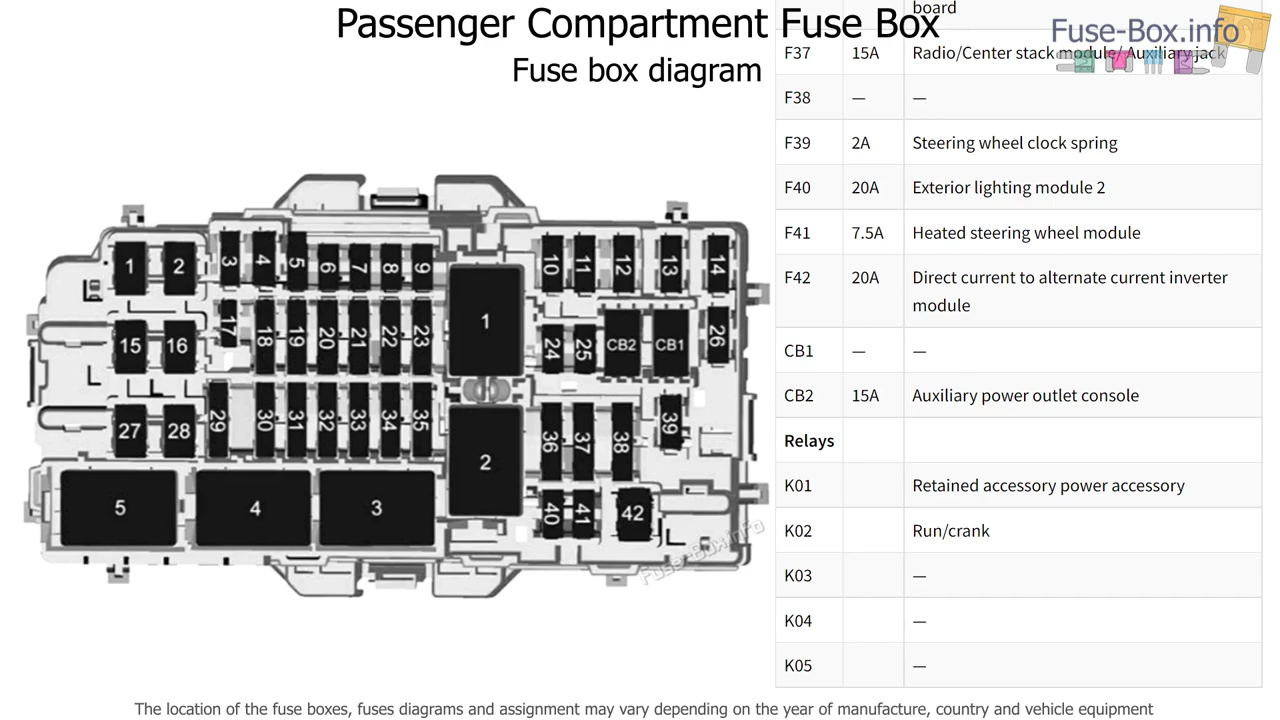 Passenger Compartment Fuse Box
Fuse box diagram
Fuse-Box.info
board
F37 15A Radio/Center stack module/ Auxiliary jack
F38 — —
F39 2A Steering wheel clock spring
F40 20A Exterior lighting module 2
F41 7.5A Heated steering wheel module
F42 20A Direct current to alternate current inverter
module
CB1 — —
CB2 15A Auxiliary power outlet console
Relays
K01 Retained accessory power accessory
K02 Run/crank
K03 —
K04 —
K05 —
1 2 3 4 5 6 7 8 9 10 11 12 13 14
1
15 16 17 18 19 20 21 22 23 24 25 CB2 CB1 26
27 28 29 30 31 32 33 34 35 36 37 38 39
2
5 4 3 40 41 42
Fuse-Box.info
The location of the fuse boxes, fuses diagrams and assignment may vary depending on the year of manufacture, country and vehicle equipment